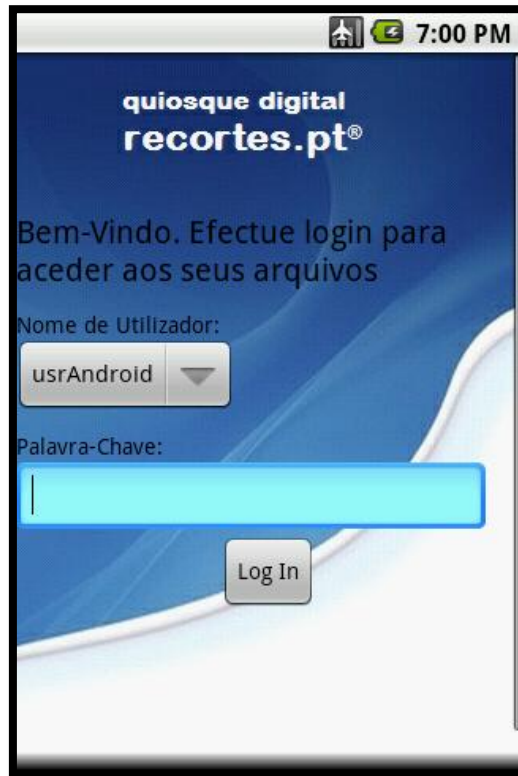 7:00 PM
quiosque digital
recortes.pt®
Bem-Vindo. Efectue login para
aceder aos seus arquivos
Nome de Utilizador:
usrAndroid
Palavra-Chave:
Log In